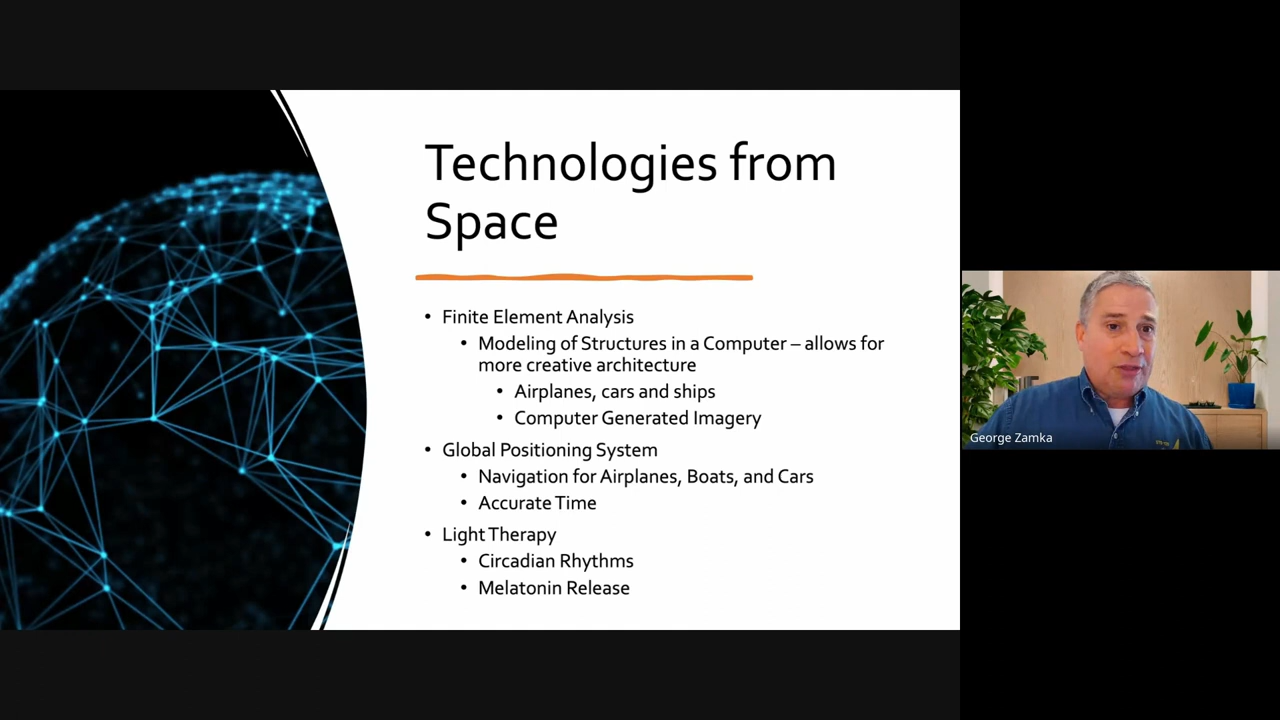 Technologies from
Space
• Finite Element Analysis
• Modeling of Structures in a Computer – allows for
more creative architecture
• Airplanes, cars and ships
• Computer Generated Imagery
• Global Positioning System
• Navigation for Airplanes, Boats, and Cars
• Accurate Time
• Light Therapy
• Circadian Rhythms
• Melatonin Release
George Zamka